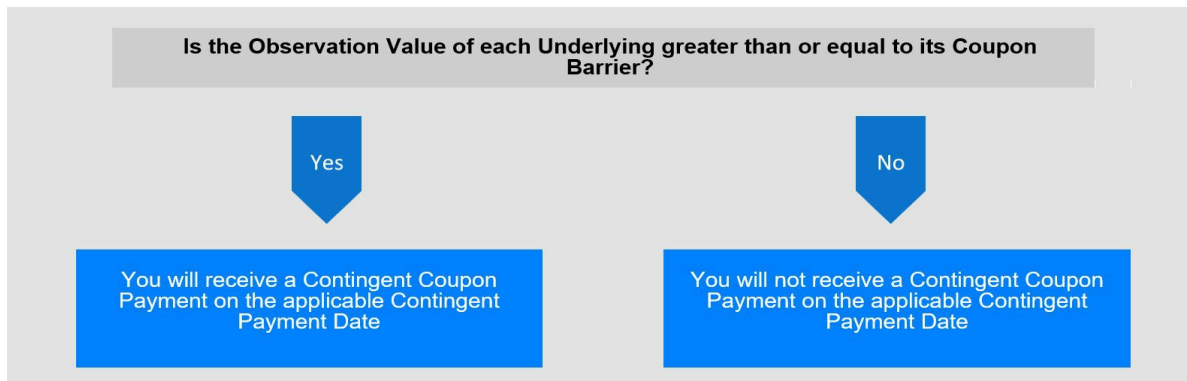 Is the Observation Value of each Underlying greater than or equal to its Coupon
Barrier?
Yes
No
You will receive a Contingent Coupon
Payment on the applicable Contingent
Payment Date
You will not receive a Contingent Coupon
Payment on the applicable Contingent
Payment Date